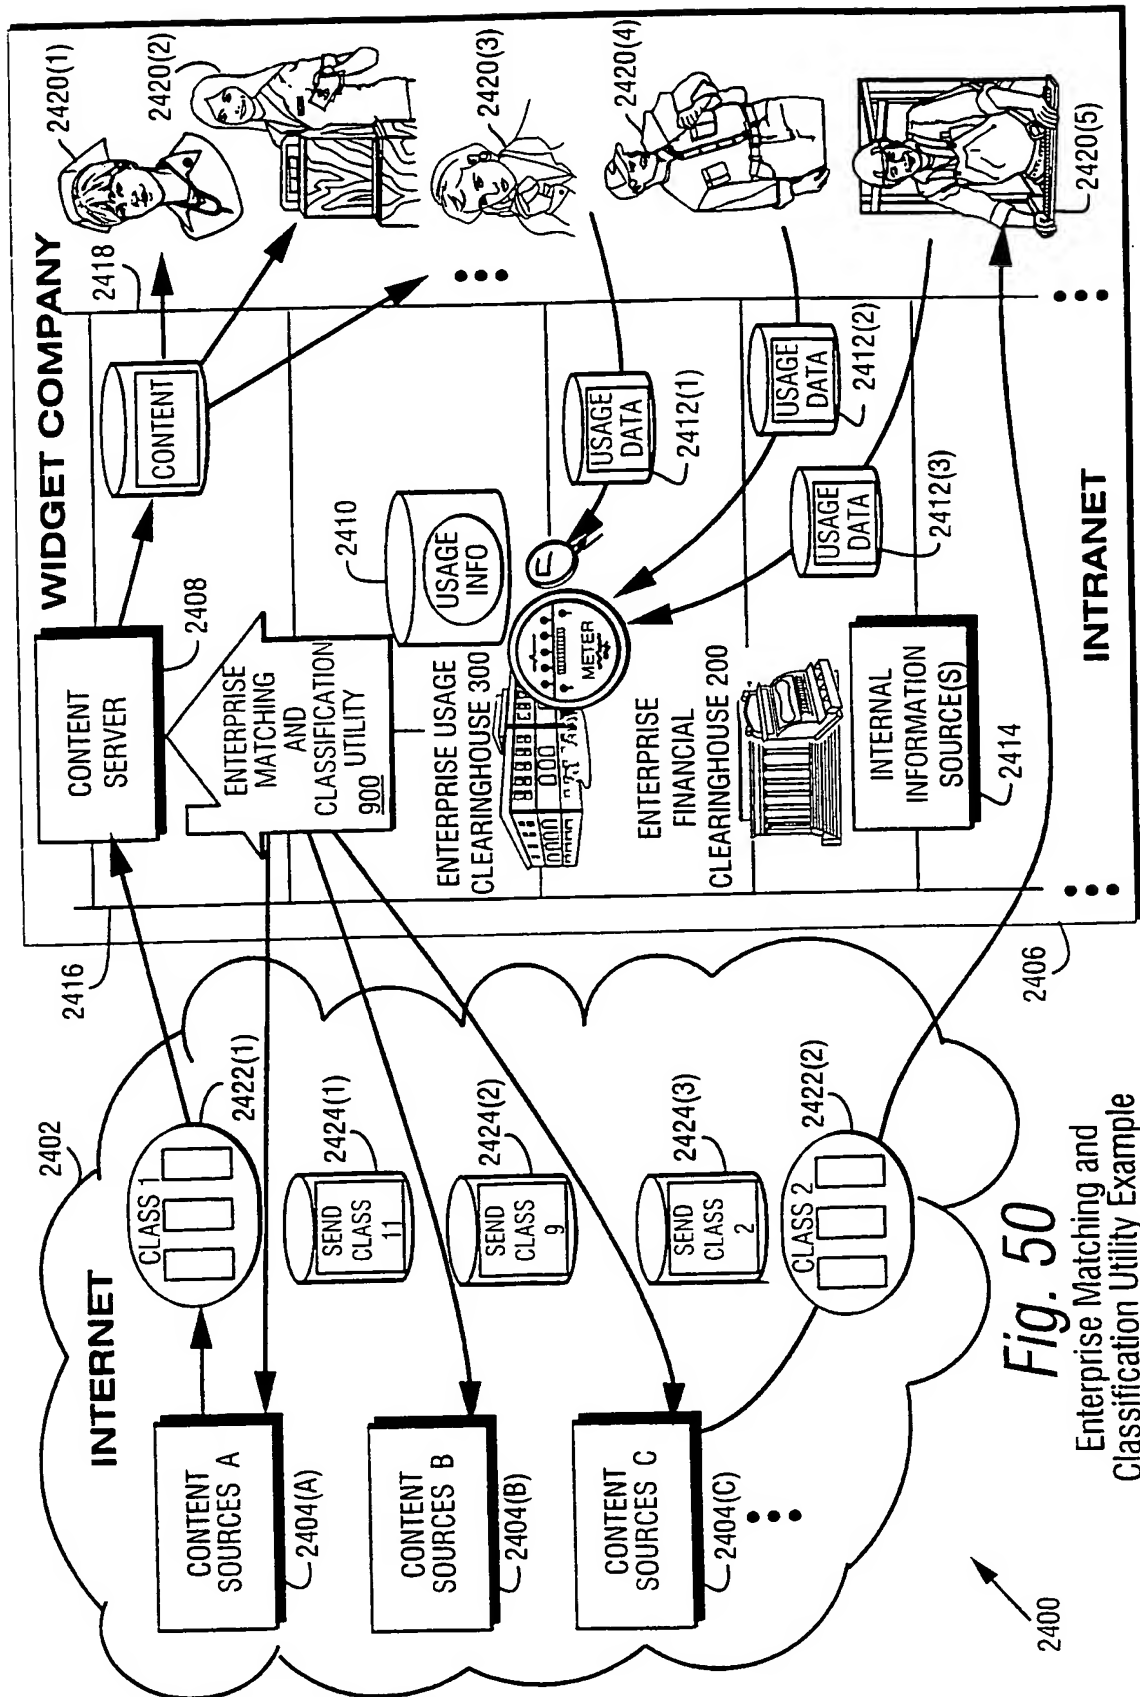 WIDGET COMPANY
INTERNET
2402
CONTENT
SOURCES A
2404(A)
CONTENT
SOURCES B
2404(B)
CONTENT
SOURCES C
2404(C)
CLASS 1
2422(1)
SEND
CLASS
11
2424(1)
SEND
CLASS
9
2424(2)
SEND
CLASS
2
2424(3)
CLASS 2
2422(2)
2416
2406
CONTENT
SERVER
2408
ENTERPRISE
MATCHING
AND
CLASSIFICATION
UTILITY
900
ENTERPRISE USAGE
CLEARINGHOUSE 300
USAGE
INFO
2410
METER
ENTERPRISE
FINANCIAL
CLEARINGHOUSE 200
INTERNAL
INFORMATION
SOURCE(S)
2414
CONTENT
2418
USAGE
DATA
2412(1)
USAGE
DATA
2412(2)
USAGE
DATA
2412(3)
2420(1)
2420(2)
2420(3)
2420(4)
2420(5)
INTRANET
2400
Fig. 50
Enterprise Matching and
Classification Utility Example